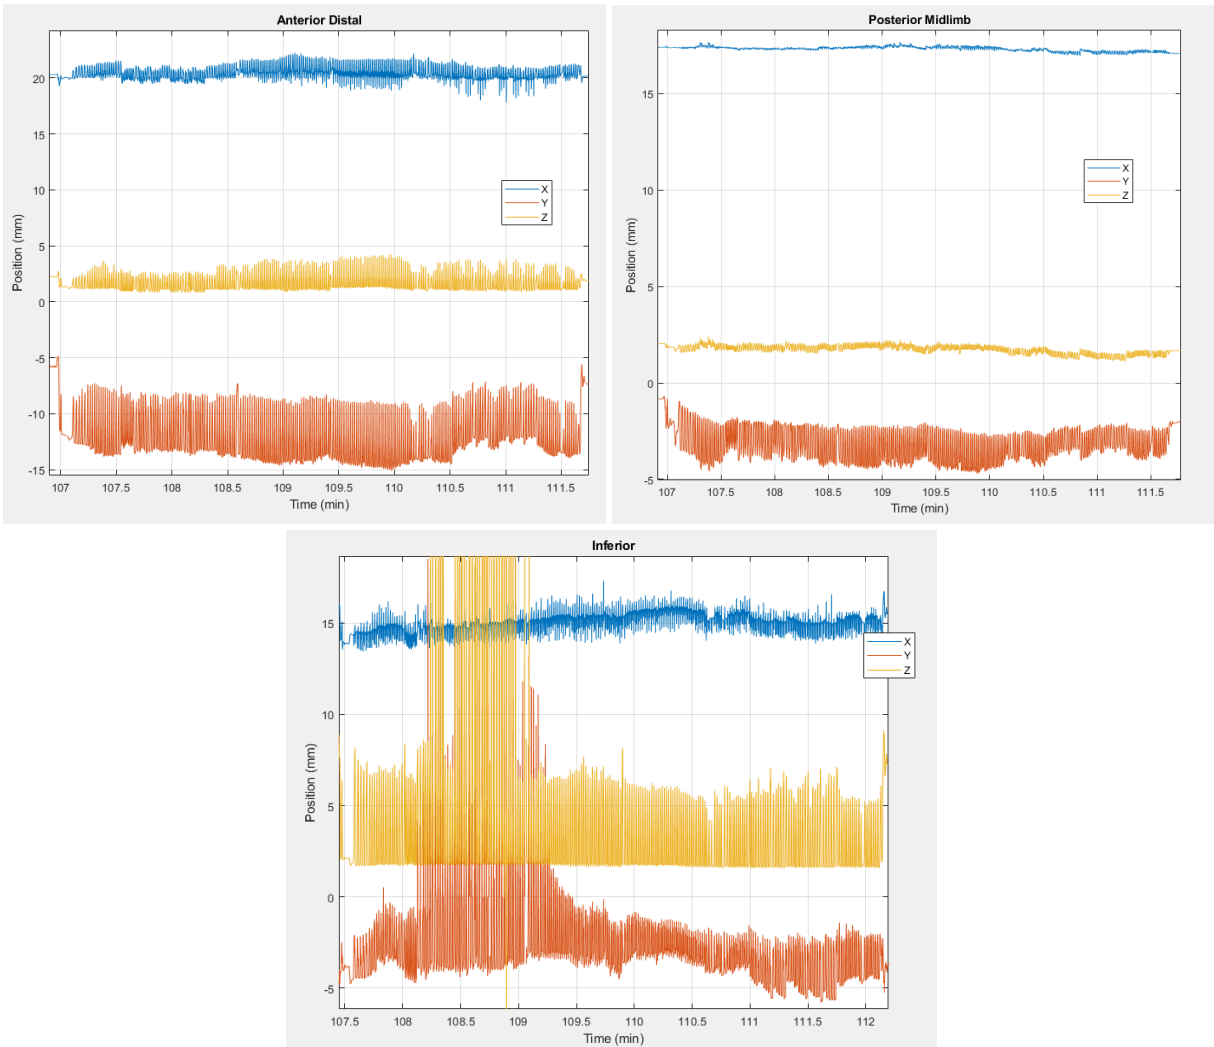 Anterior Distal
20
15
10
5
0
-5
-10
-15
Position (mm)
X
Y
Z
107 107.5 108 108.5 109 109.5 110 110.5 111 111.5
Time (min)
Posterior Midlimb
15
10
5
0
-5
Position (mm)
X
Y
Z
107 107.5 108 108.5 109 109.5 110 110.5 111 111.5
Time (min)
Inferior
15
10
5
0
-5
Position (mm)
X
Y
Z
107.5 108 108.5 109 109.5 110 110.5 111 111.5 112
Time (min)